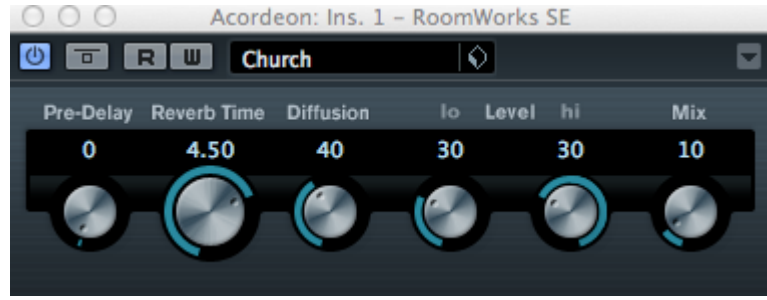 Acordeon: Ins. 1 – RoomWorks SE
R W Church
Pre-Delay Reverb Time Diffusion lo Level hi Mix
0 4.50 40 30 30 10